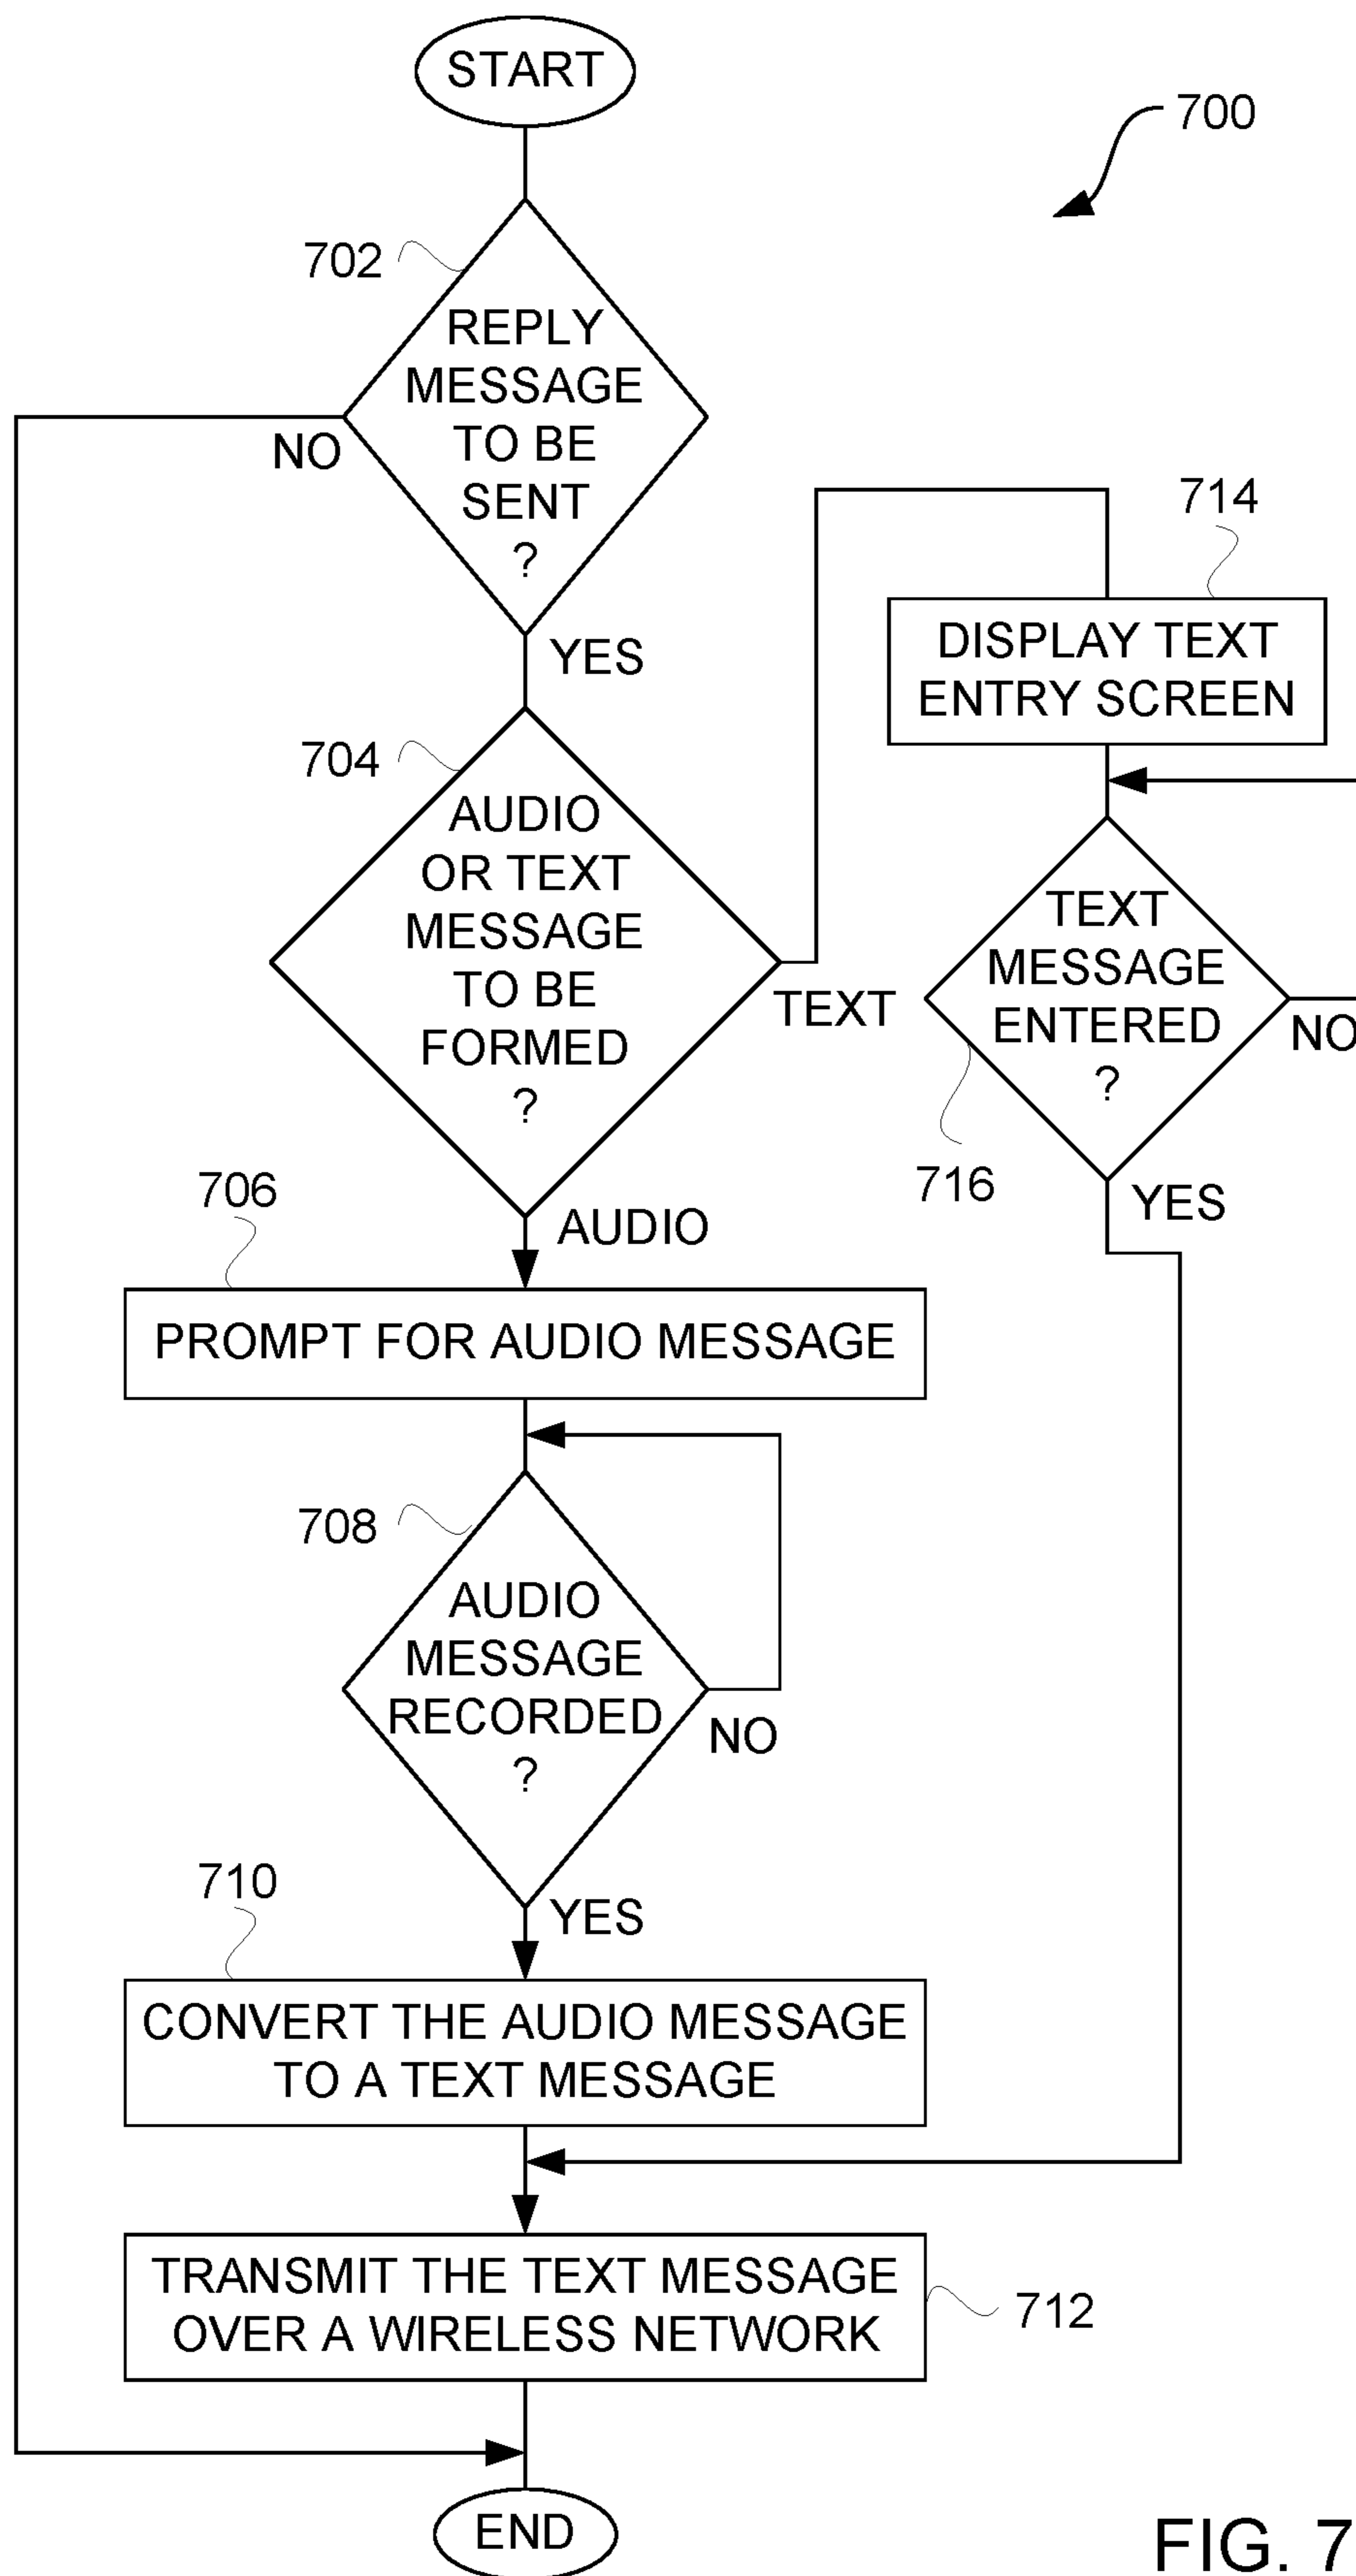 START
700
702
REPLY
MESSAGE
TO BE
SENT
?
NO
YES
714
DISPLAY TEXT
ENTRY SCREEN
704
AUDIO
OR TEXT
MESSAGE
TO BE
FORMED
?
TEXT
TEXT
MESSAGE
ENTERED
?
NO
716
YES
AUDIO
706
PROMPT FOR AUDIO MESSAGE
708
AUDIO
MESSAGE
RECORDED
?
NO
YES
710
CONVERT THE AUDIO MESSAGE
TO A TEXT MESSAGE
TRANSMIT THE TEXT MESSAGE
OVER A WIRELESS NETWORK
712
END
FIG. 7